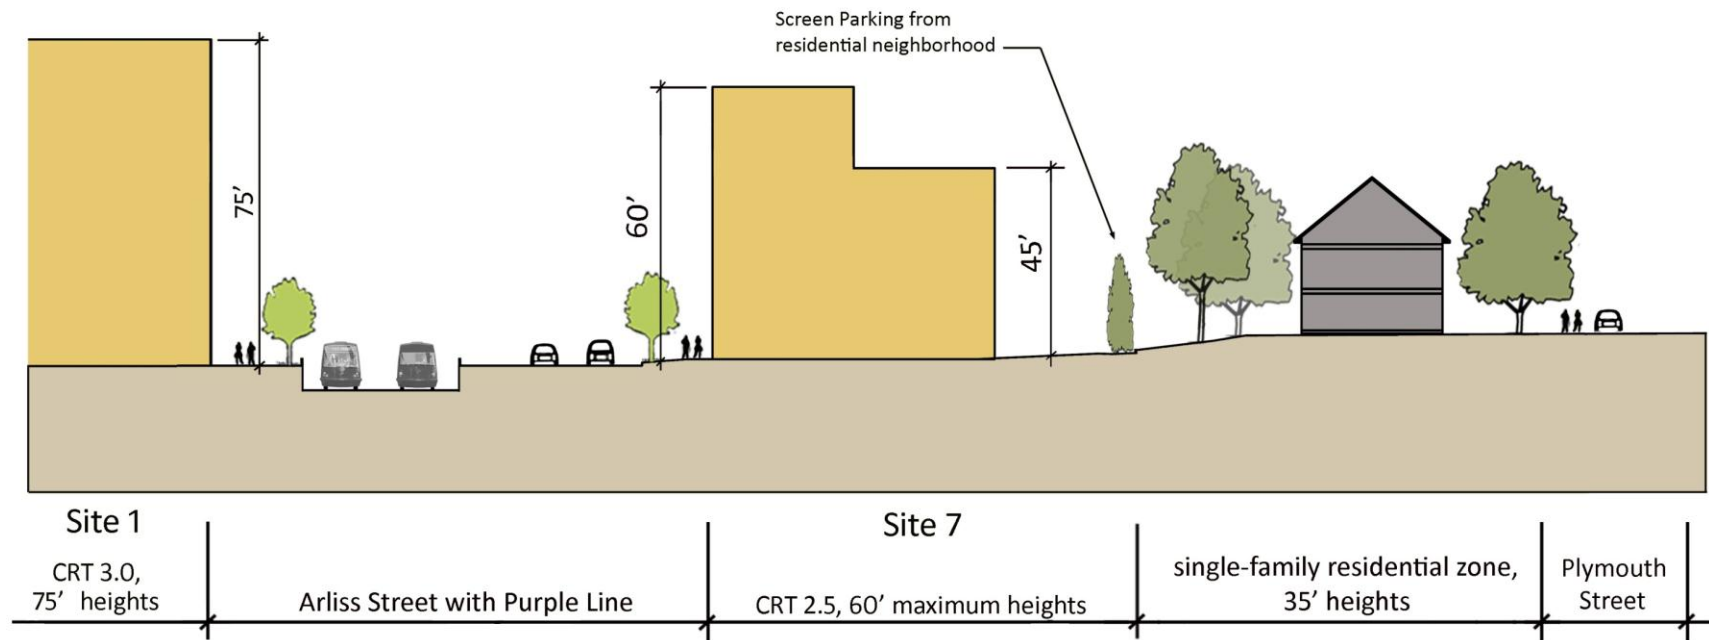 Screen Parking from
residential neighborhood
75’
60’
45’
Site 1
CRT 3.0,
75’ heights
Arliss Street with Purple Line
Site 7
CRT 2.5, 60’ maximum heights
single-family residential zone,
35’ heights
Plymouth
Street